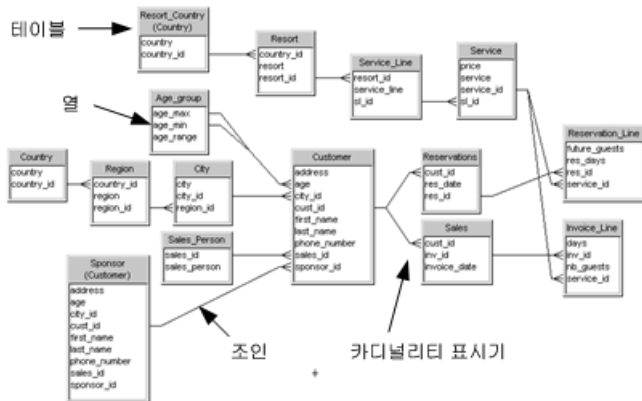 테이블
Resort_Country
(Country)
country
country_id
Resort
country_id
resort
resort_id
Service_Line
resort_id
service_line
sl_id
Service
price
service
service_id
sl_id
열
Age_group
age_max
age_min
age_range
Reservation_Line
future_guests
res_days
res_id
service_id
Country
country
country_id
Region
country_id
region
region_id
City
city
city_id
region_id
Customer
address
age
city_id
cust_id
first_name
last_name
phone_number
sales_id
sponsor_id
Reservations
cust_id
res_date
res_id
Sales_Person
sales_id
sales_person
Sales
cust_id
inv_id
invoice_date
Invoice_Line
days
inv_id
nb_guests
service_id
Sponsor
(Customer)
address
age
city_id
cust_id
first_name
last_name
phone_number
sales_id
sponsor_id
조인
카디널리티 표시기
+